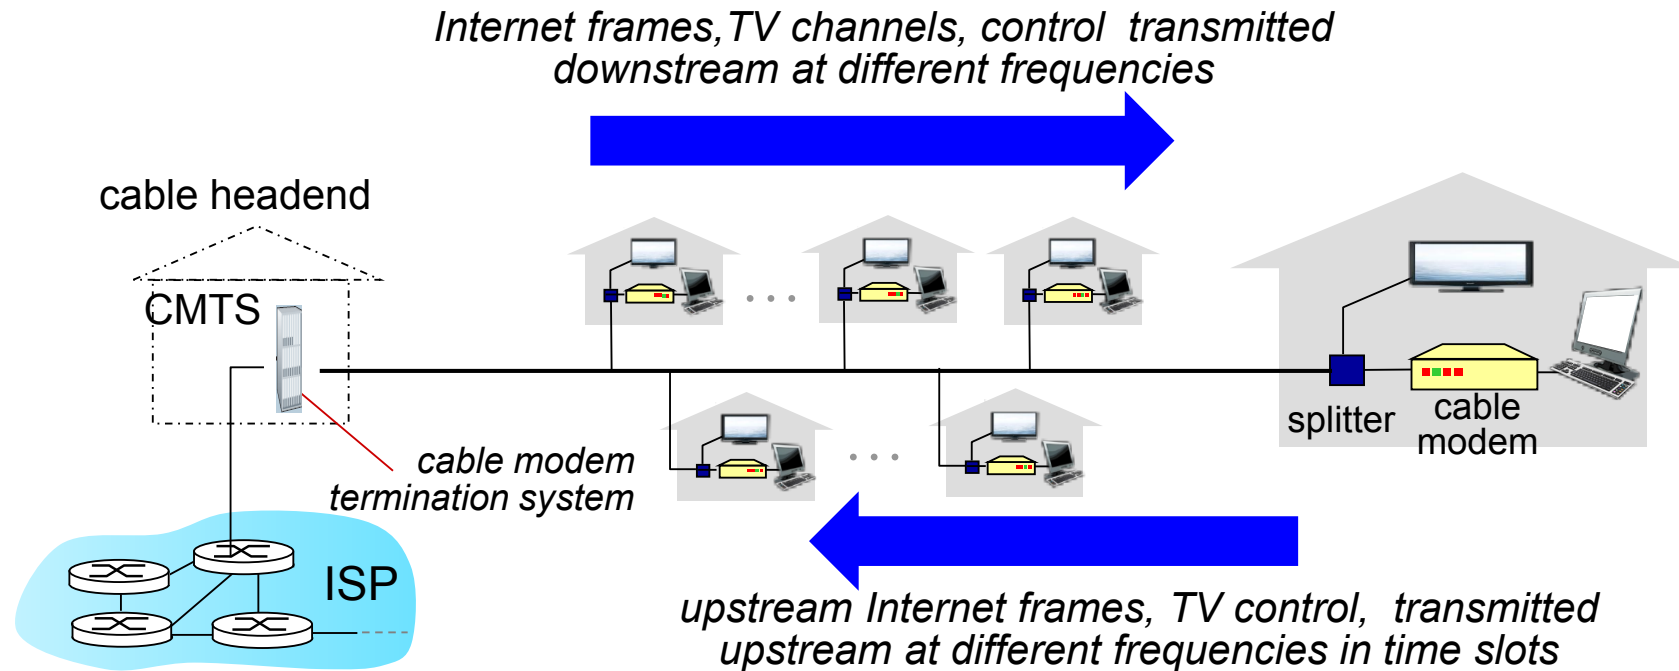 Internet frames,TV channels, control transmitted
downstream at different frequencies
cable headend
CMTS
splitter
cable
modem
cable modem
termination system
ISP
upstream Internet frames, TV control, transmitted
upstream at different frequencies in time slots